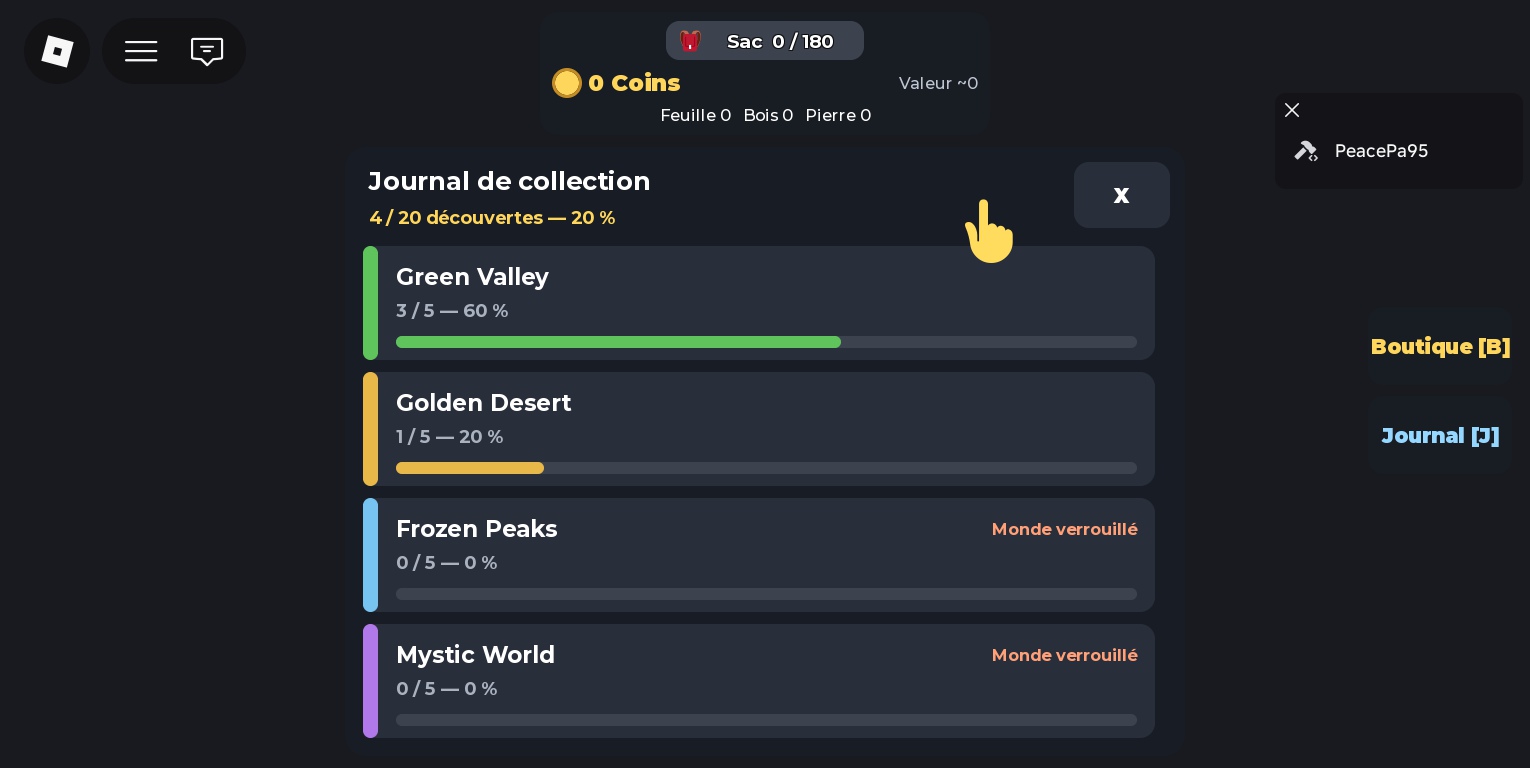 Sac 0 / 180
0 Coins
Valeur ~0
Feuille 0 Bois 0 Pierre 0
PeacePa95
Journal de collection
X
4 / 20 découvertes — 20 %
Green Valley
3 / 5 — 60 %
Golden Desert
1 / 5 — 20 %
Frozen Peaks
Monde verrouillé
0 / 5 — 0 %
Mystic World
Monde verrouillé
0 / 5 — 0 %
Boutique [B]
Journal [J]